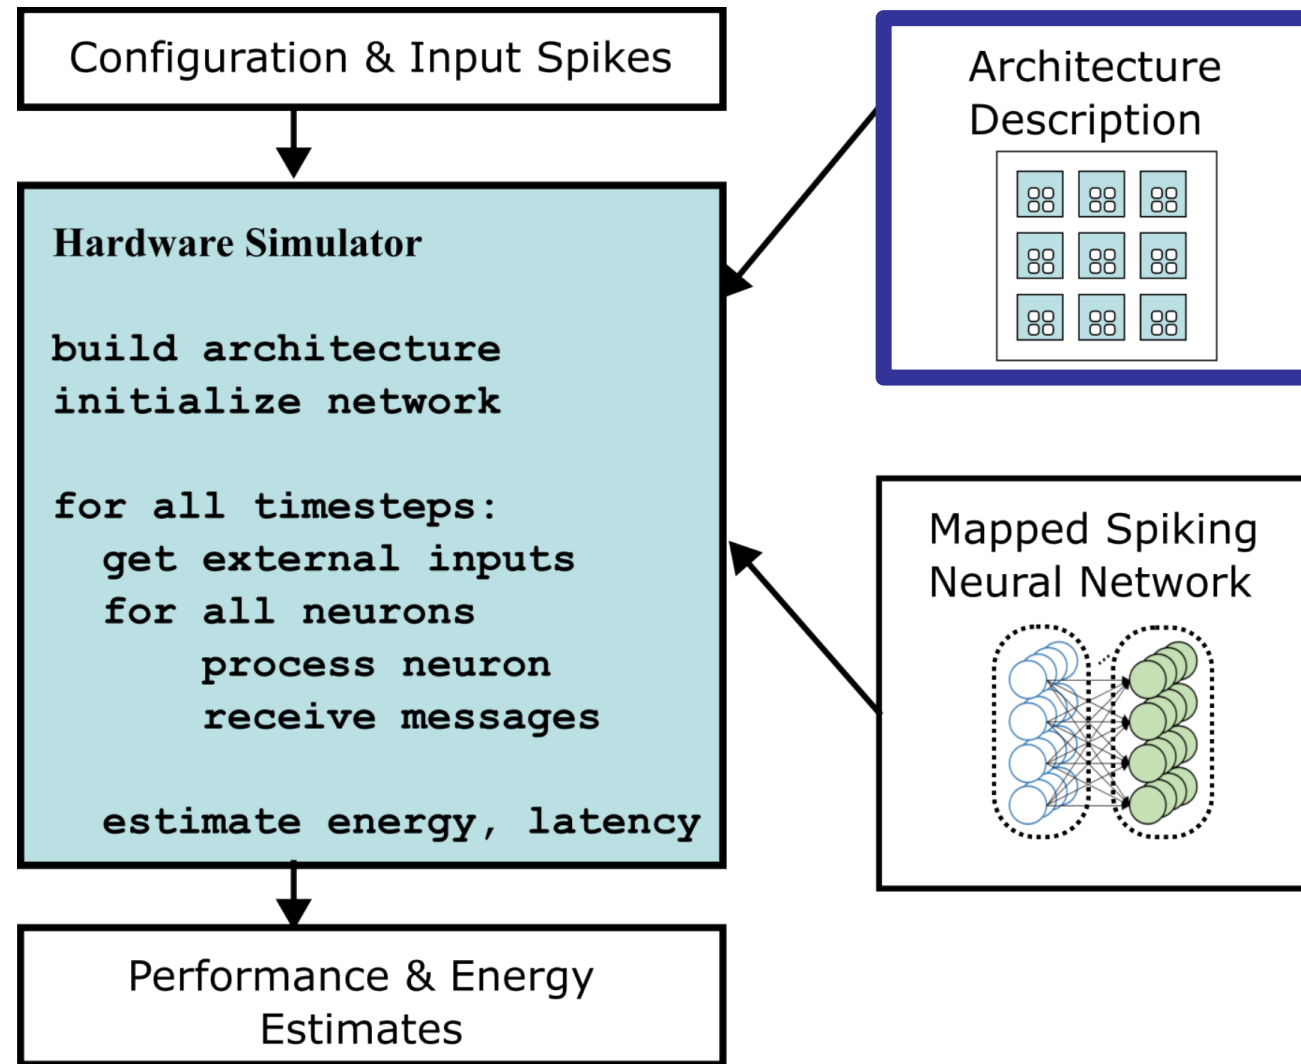 Configuration & Input Spikes
Hardware Simulator
build architecture
initialize network
for all timesteps:
get external inputs
for all neurons
process neuron
receive messages
estimate energy, latency
Performance & Energy
Estimates
Architecture
Description
Mapped Spiking
Neural Network